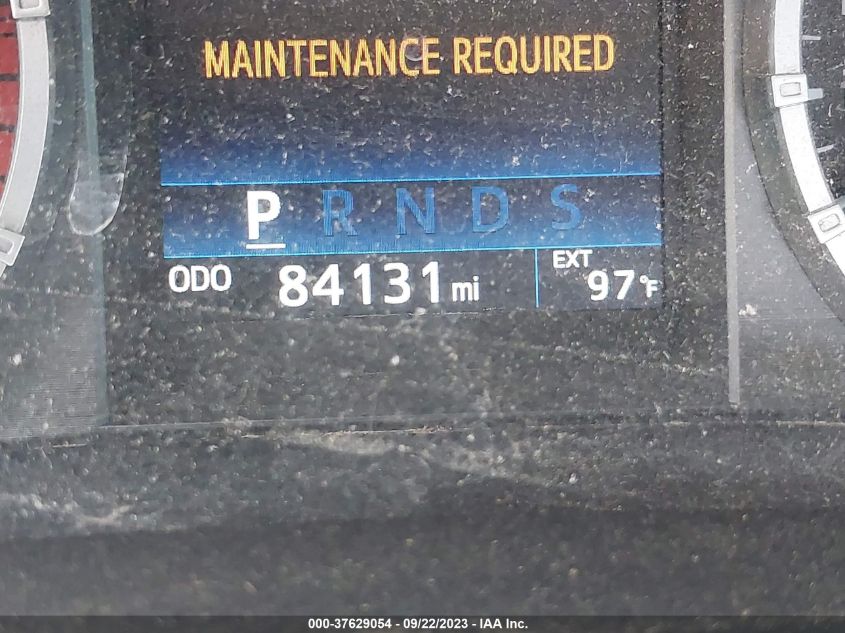 MAINTENANCE REQUIRED
P R N D S
ODO 84131 mi EXT 97°F
000-37629054 - 09/22/2023 - IAA Inc.